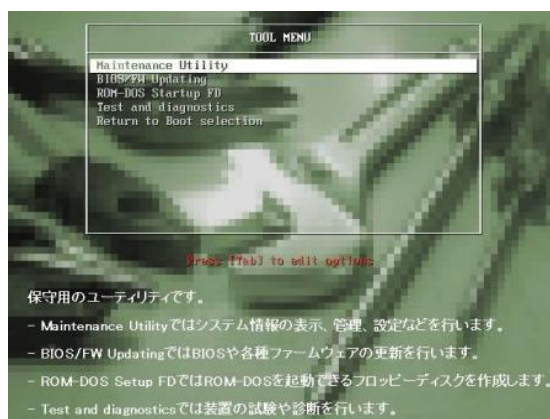 TOOL MENU
Maintenance Utility
BIOS/FW Updating
ROM-DOS Startup FD
Test and diagnostics
Return to Boot selection
Press [Tab] to edit options
保守用のユーティリティです。
- Maintenance Utilityではシステム情報の表示、管理、設定などを行います。
- BIOS/FW UpdatingではBIOSや各種ファームウェアの更新を行います。
- ROM-DOS Setup FDではROM-DOSを起動できるフロッピーディスクを作成します。
- Test and diagnosticsでは装置の試験や診断を行います。